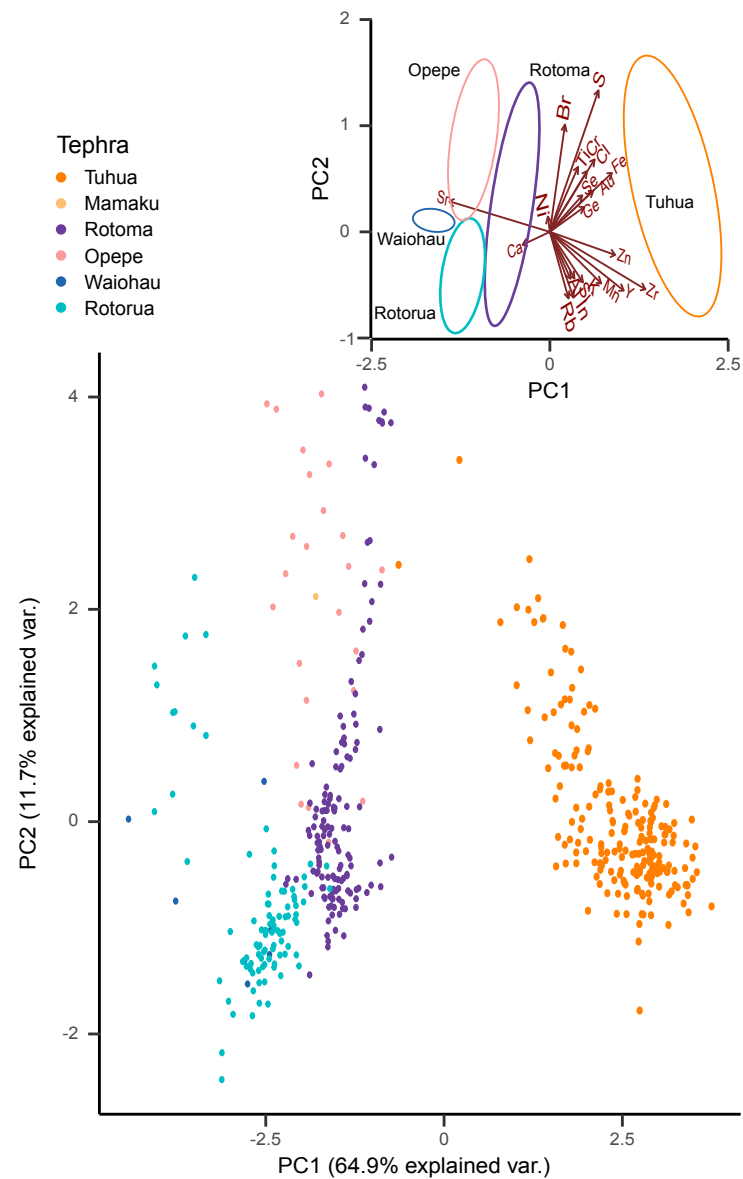 2
Opepe
Rotoma
S
Br
TiCr
Cl
Fe
Se
Au
Ge
Tuhua
1
PC2
Sr
Ni
0
Waiohau
Ca
Zn
Rotorua
K
Mn
Y
Zr
In
Rb
-1
-2.5
0
2.5
PC1
Tephra
Tuhua
Mamaku
Rotoma
Opepe
Waiohau
Rotorua
4
2
0
-2
PC2 (11.7% explained var.)
-2.5
0
2.5
PC1 (64.9% explained var.)